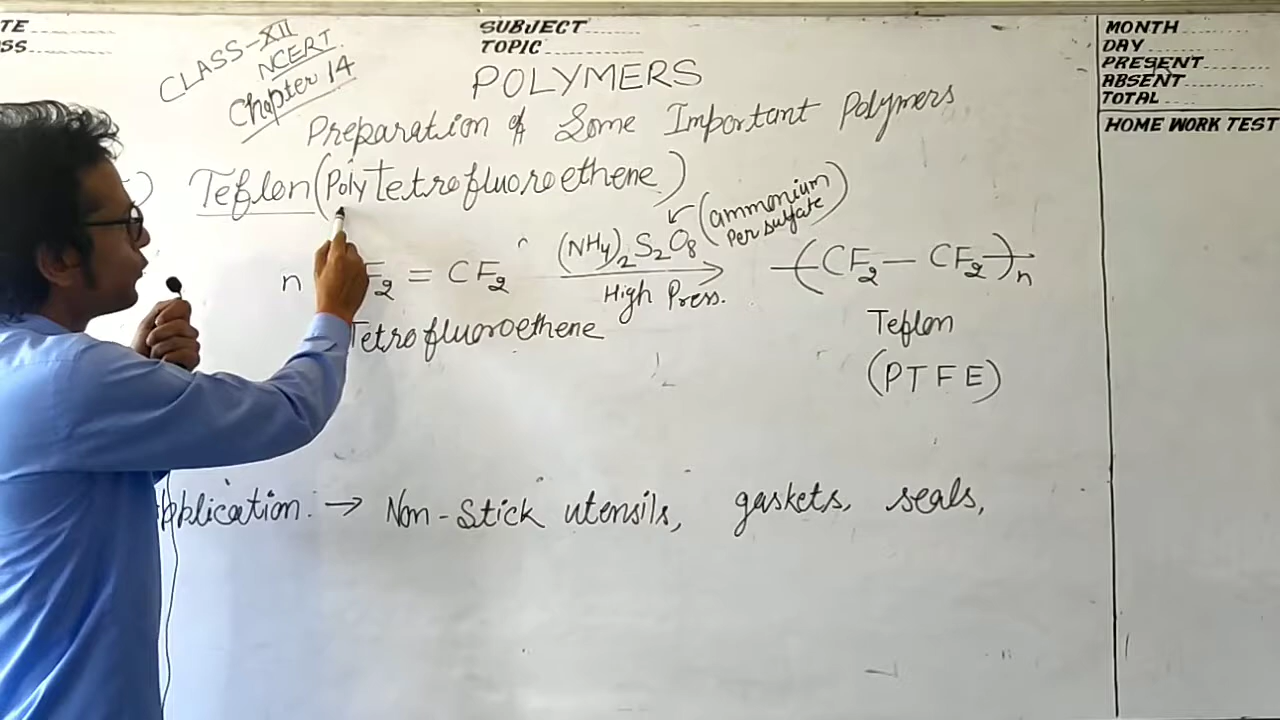 TE
SS
SUBJECT
TOPIC
MONTH
DAY
PRESENT
ABSENT
TOTAL
HOME WORK TEST
CLASS-XII
NCERT
Chapter 14
POLYMERS
Preparation of Some Important Polymers
Teflon (Polytetrofluoroethene)
(ammonium
Per sulfate)
(NH4)2S2O8
n F2 = CF2
High Press.
(CF2 — CF2)n
Tetrofluoroethene
Teflon
(PTFE)
pplication: → Non-Stick utensils, gaskets, seals,